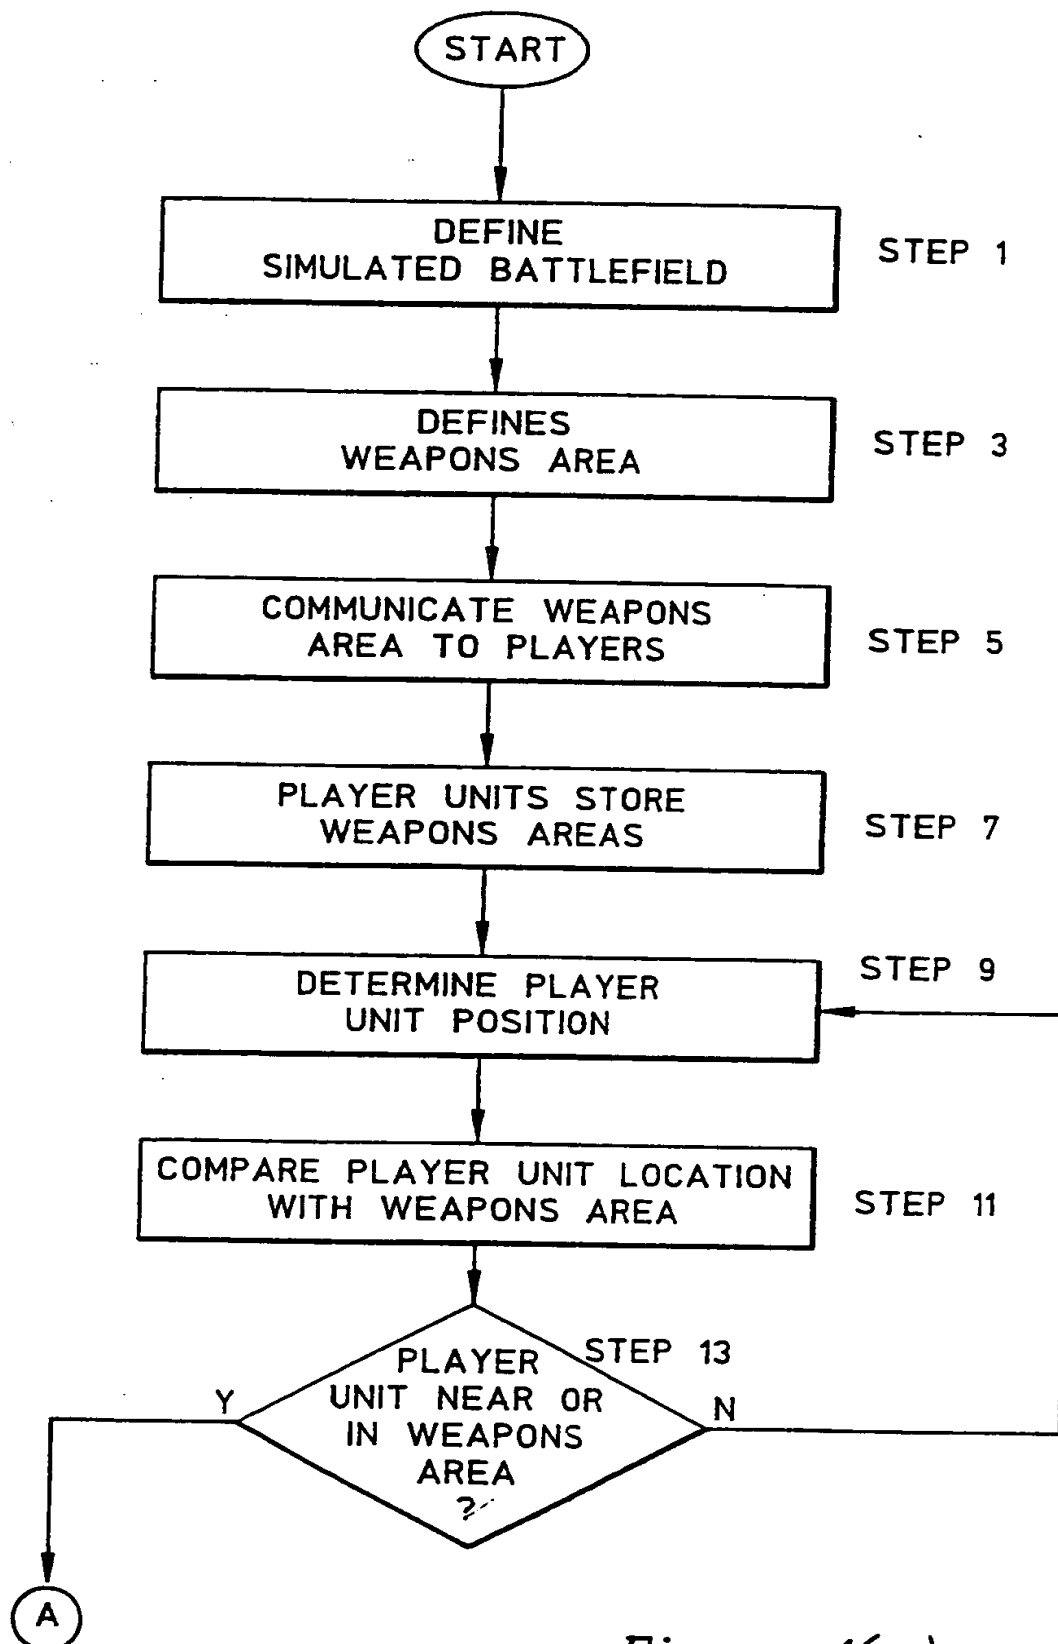 START
DEFINE
SIMULATED BATTLEFIELD
STEP 1
DEFINES
WEAPONS AREA
STEP 3
COMMUNICATE WEAPONS
AREA TO PLAYERS
STEP 5
PLAYER UNITS STORE
WEAPONS AREAS
STEP 7
DETERMINE PLAYER
UNIT POSITION
STEP 9
COMPARE PLAYER UNIT LOCATION
WITH WEAPONS AREA
STEP 11
STEP 13
PLAYER
UNIT NEAR OR
IN WEAPONS
AREA
?
Y
N
A